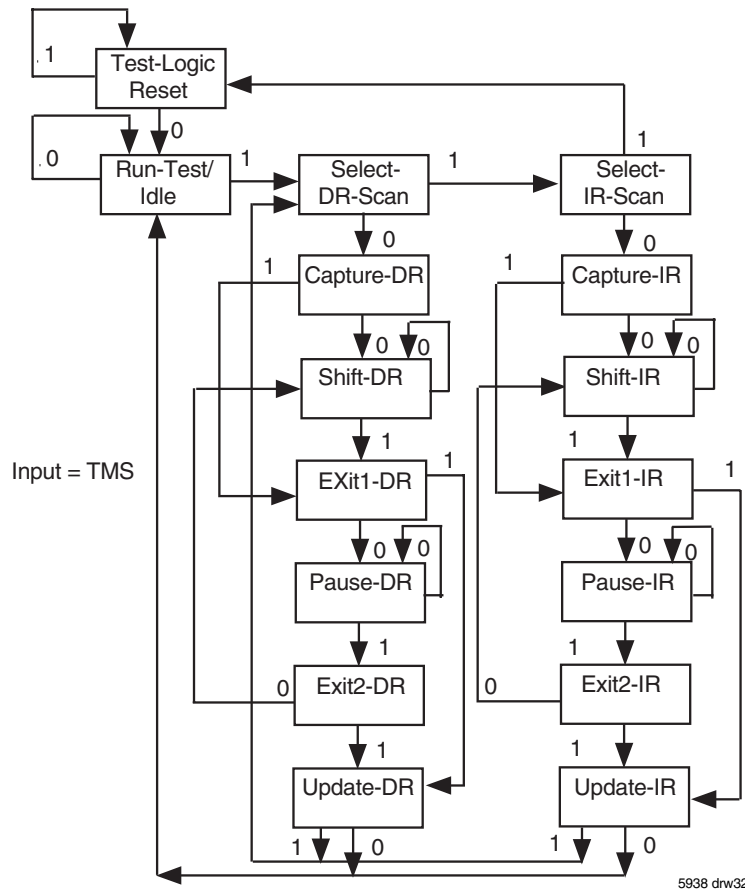 1
Test-Logic
Reset
0
1
0
Run-Test/
Idle
1
Select-
DR-Scan
1
Select-
IR-Scan
0
0
1
Capture-DR
1
Capture-IR
0
0
0
0
Shift-DR
Shift-IR
1
1
Input = TMS
EXit1-DR
1
Exit1-IR
1
0
0
0
0
Pause-DR
Pause-IR
1
1
0
Exit2-DR
0
Exit2-IR
1
1
Update-DR
Update-IR
1
0
1
0
5938 drw32